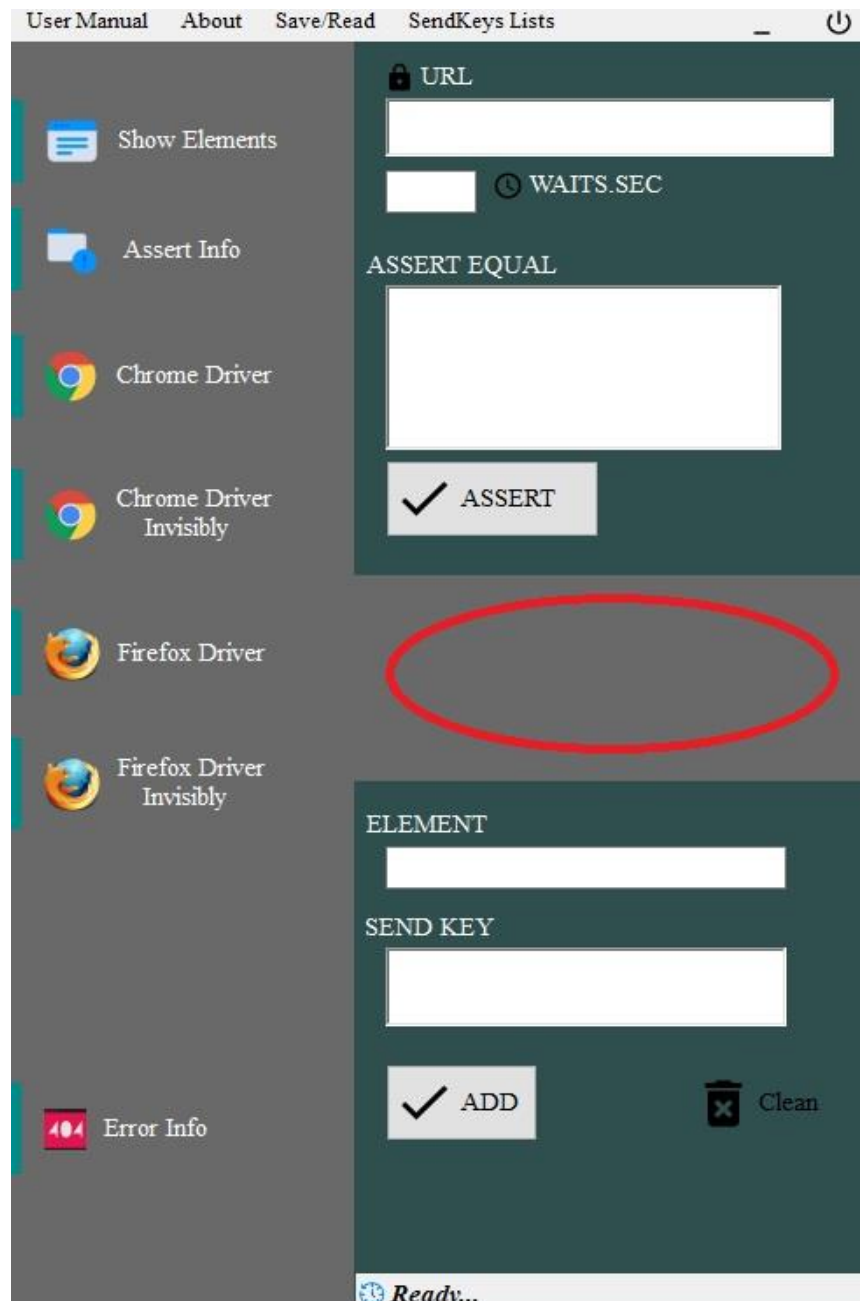 User Manual About Save/Read SendKeys Lists
Show Elements
Assert Info
Chrome Driver
Chrome Driver
Invisibly
Firefox Driver
Firefox Driver
Invisibly
404 Error Info
URL
WAITS.SEC
ASSERT EQUAL
ASSERT
ELEMENT
SEND KEY
ADD
Clean
Ready...